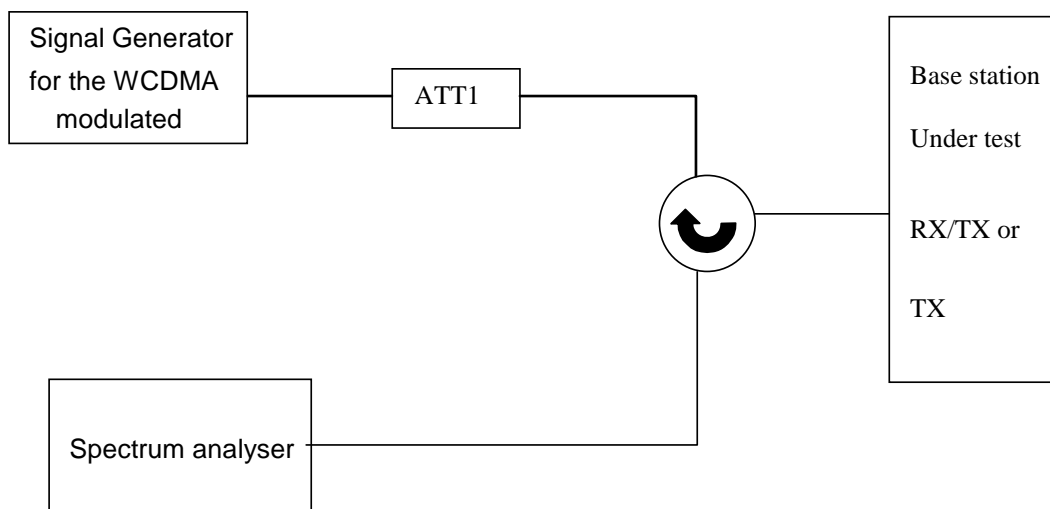 Signal Generator
for the WCDMA
modulated
ATT1
Base station
Under test
RX/TX or
TX
Spectrum analyser